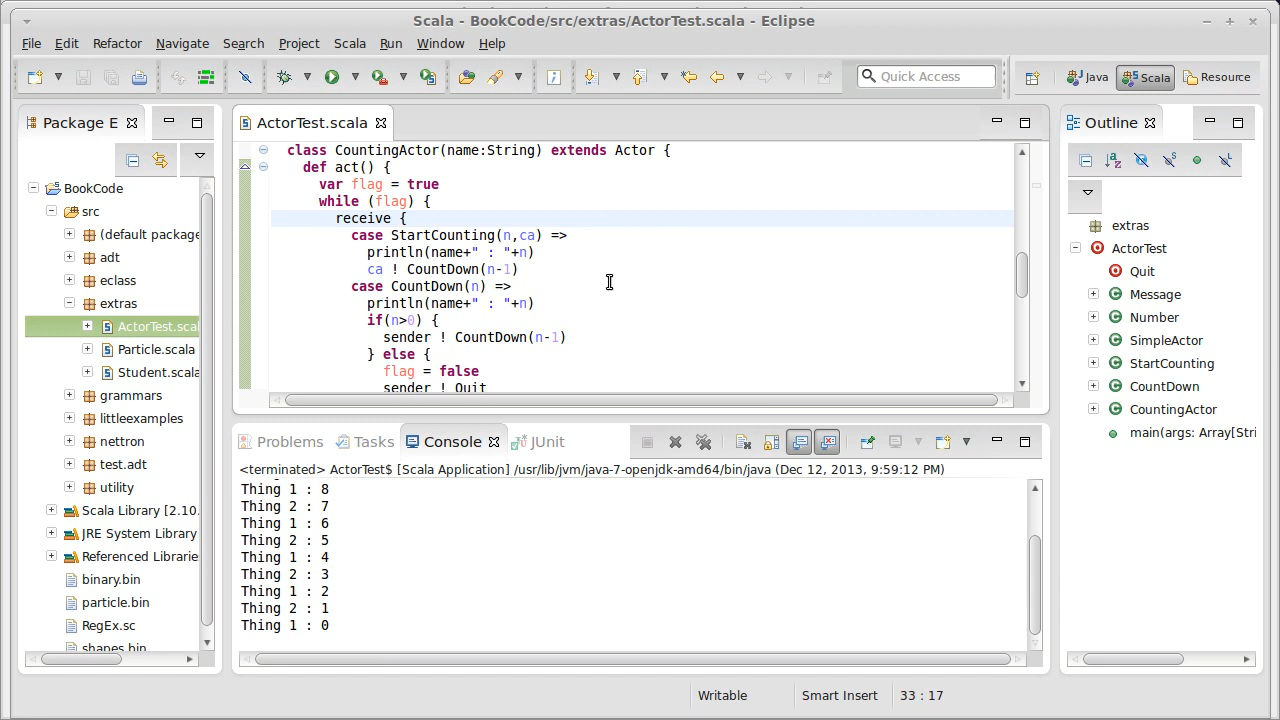 Scala - BookCode/src/extras/ActorTest.scala - Eclipse
File Edit Refactor Navigate Search Project Scala Run Window Help
Quick Access
Java
Scala
Resource
Package E
BookCode
src
(default package
adt
eclass
extras
ActorTest.scal
Particle.scala
Student.scala
grammars
littleexamples
nettron
test.adt
utility
Scala Library [2.10.
JRE System Library
Referenced Librarie
binary.bin
particle.bin
RegEx.sc
shapes.bin
ActorTest.scala
class CountingActor(name:String) extends Actor {
def act() {
var flag = true
while (flag) {
receive {
case StartCounting(n,ca) =>
println(name+" : "+n)
ca ! CountDown(n-1)
case CountDown(n) =>
println(name+" : "+n)
if(n>0) {
sender ! CountDown(n-1)
} else {
flag = false
sender ! Quit
Problems Tasks Console JUnit
<terminated> ActorTest$ [Scala Application] /usr/lib/jvm/java-7-openjdk-amd64/bin/java (Dec 12, 2013, 9:59:12 PM)
Thing 1 : 8
Thing 2 : 7
Thing 1 : 6
Thing 2 : 5
Thing 1 : 4
Thing 2 : 3
Thing 1 : 2
Thing 2 : 1
Thing 1 : 0
Outline
extras
ActorTest
Quit
Message
Number
SimpleActor
StartCounting
CountDown
CountingActor
main(args: Array[Stri
Writable
Smart Insert
33 : 17